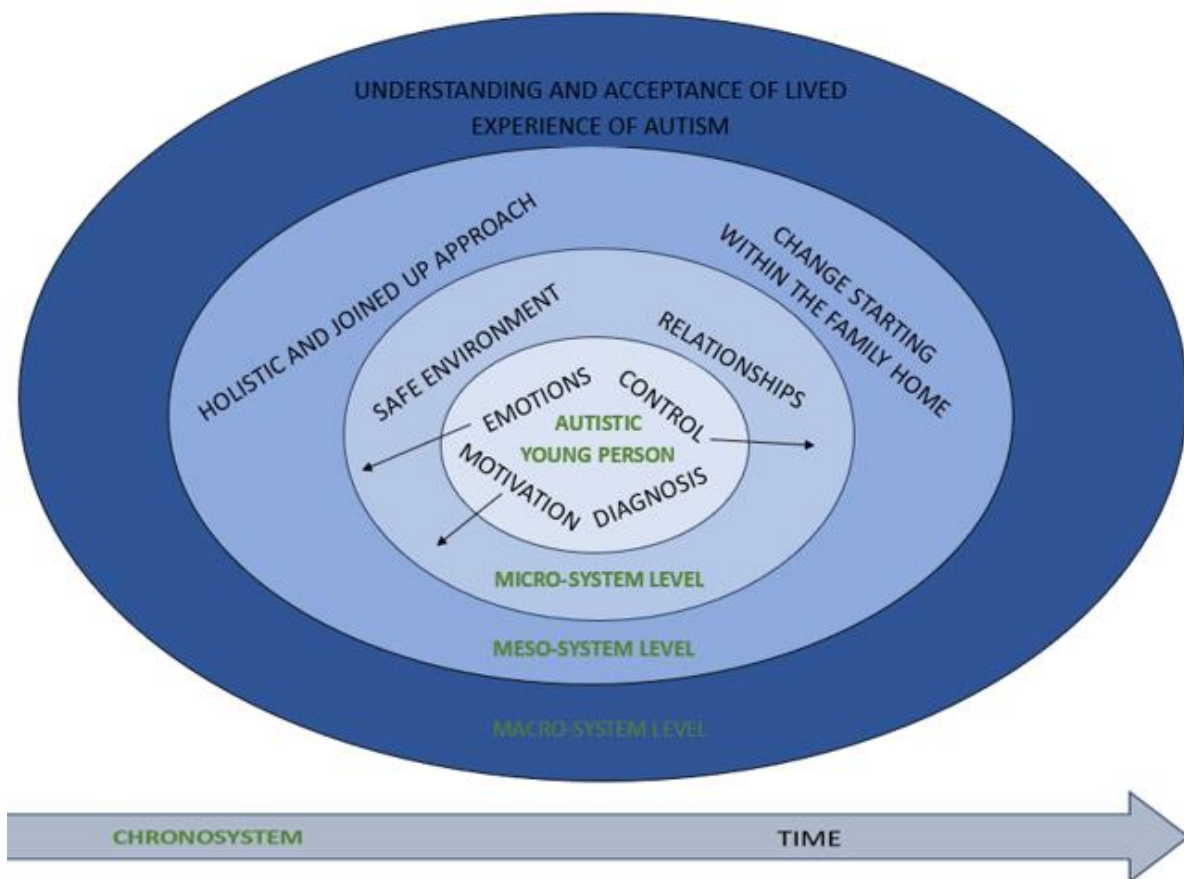 UNDERSTANDING AND ACCEPTANCE OF LIVED
EXPERIENCE OF AUTISM
HOLISTIC AND JOINED UP APPROACH
CHANGE STARTING
WITHIN THE FAMILY HOME
SAFE ENVIRONMENT
RELATIONSHIPS
EMOTIONS
CONTROL
AUTISTIC
YOUNG PERSON
MOTIVATION
DIAGNOSIS
MICRO-SYSTEM LEVEL
MESO-SYSTEM LEVEL
MACRO-SYSTEM LEVEL
CHRONOSYSTEM
TIME